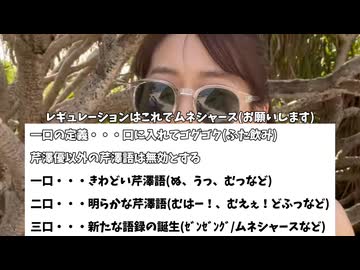 レギュレーションはこれでムネシャース(お願いします)
一口の定義・・・口に入れてゴクゴク(ふた飲み)
芹澤優以外の芹澤語は無効とする
一口・・・きわどい芹澤語(ぬ、うっ、むっなど)
二口・・・明らかな芹澤語(むはー！、むえぇ！どふっなど)
三口・・・新たな語録の誕生(ｾﾞﾝｾﾞﾝｸﾞ/ムネシャースなど)